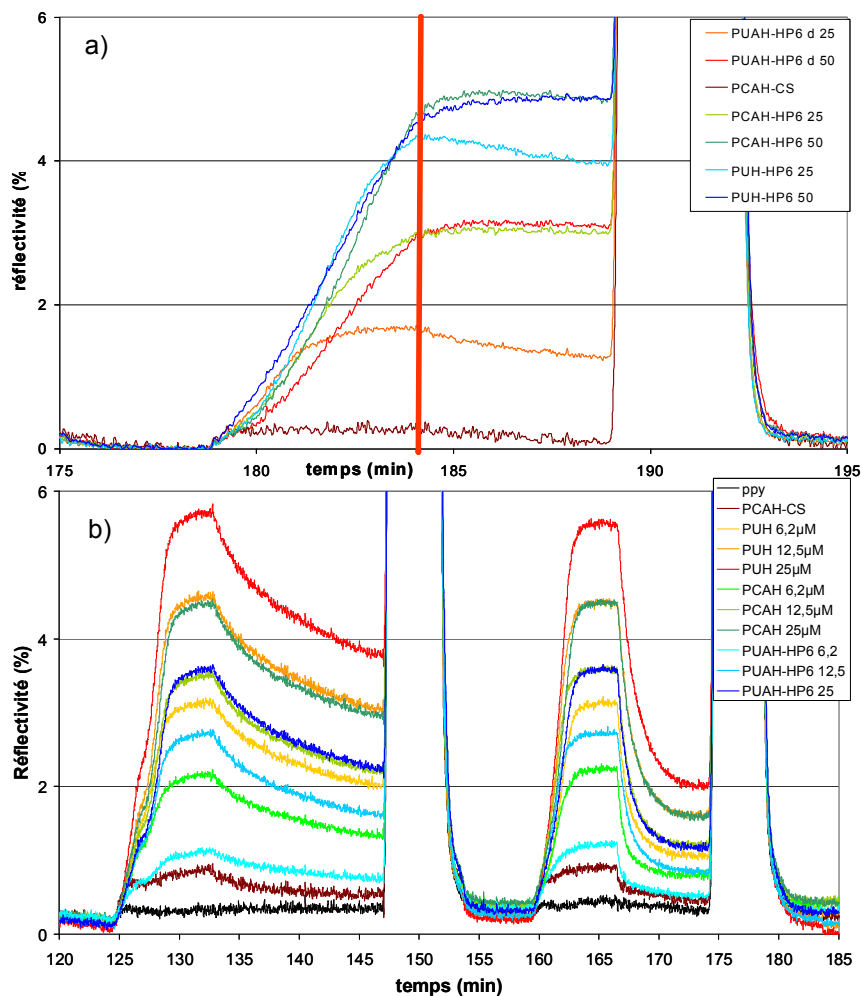 a)
6
4
2
0
réflectivité (%
175
180
185
190
195
temps (min)
PUAH-HP6 d 25
PUAH-HP6 d 50
PCAH-CS
PCAH-HP6 25
PCAH-HP6 50
PUH-HP6 25
PUH-HP6 50
b)
6
4
2
0
Réflectivité (%)
120
125
130
135
140
145
150
155
160
165
170
175
180
185
temps (min)
ppy
PCAH-CS
PUH 6,2µM
PUH 12,5µM
PUH 25µM
PCAH 6,2µM
PCAH 12,5µM
PCAH 25µM
PUAH-HP6 6,2
PUAH-HP6 12,5
PUAH-HP6 25